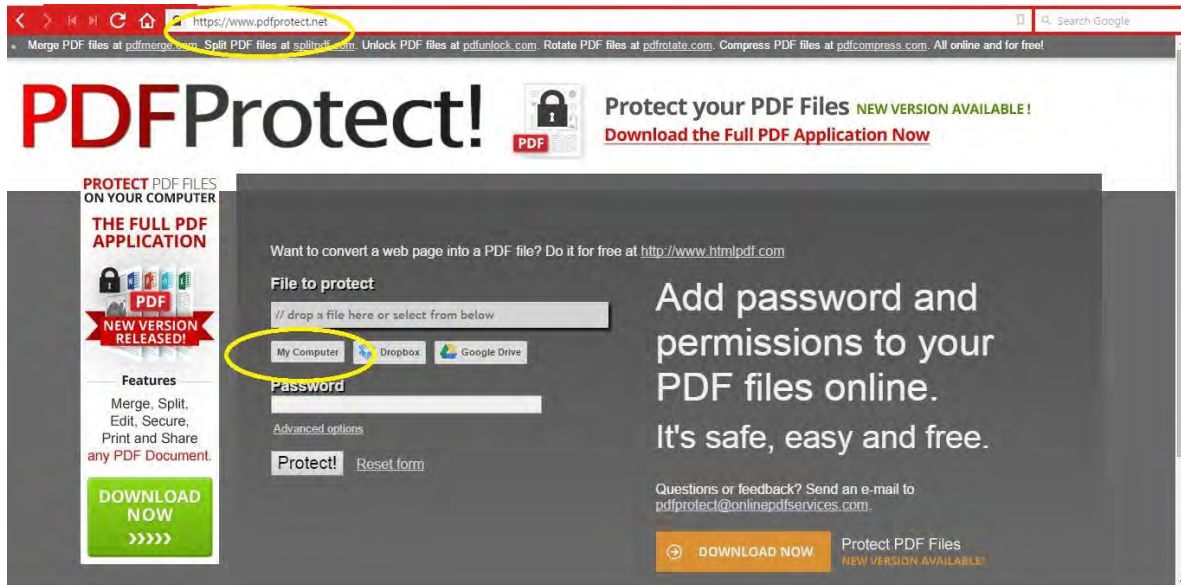 https://www.pdfprotect.net
Search Google
Merge PDF files at pdfmerge.com. Split PDF files at splitpdf.com. Unlock PDF files at pdfunlock.com. Rotate PDF files at pdfrotate.com. Compress PDF files at pdfcompress.com. All online and for free!
PDFProtect!
PDF
Protect your PDF Files NEW VERSION AVAILABLE !
Download the Full PDF Application Now
PROTECT PDF FILES
ON YOUR COMPUTER
THE FULL PDF
APPLICATION
PDF
NEW VERSION
RELEASED!
Features
Merge, Split,
Edit, Secure,
Print and Share
any PDF Document.
DOWNLOAD
NOW
>>>>>
Want to convert a web page into a PDF file? Do it for free at http://www.htmlpdf.com
File to protect
// drop a file here or select from below
My Computer
Dropbox
Google Drive
Password
Advanced options
Protect!
Reset form
Add password and
permissions to your
PDF files online.
It's safe, easy and free.
Questions or feedback? Send an e-mail to
pdfprotect@onlinepdfservices.com.
DOWNLOAD NOW
Protect PDF Files
NEW VERSION AVAILABLE!